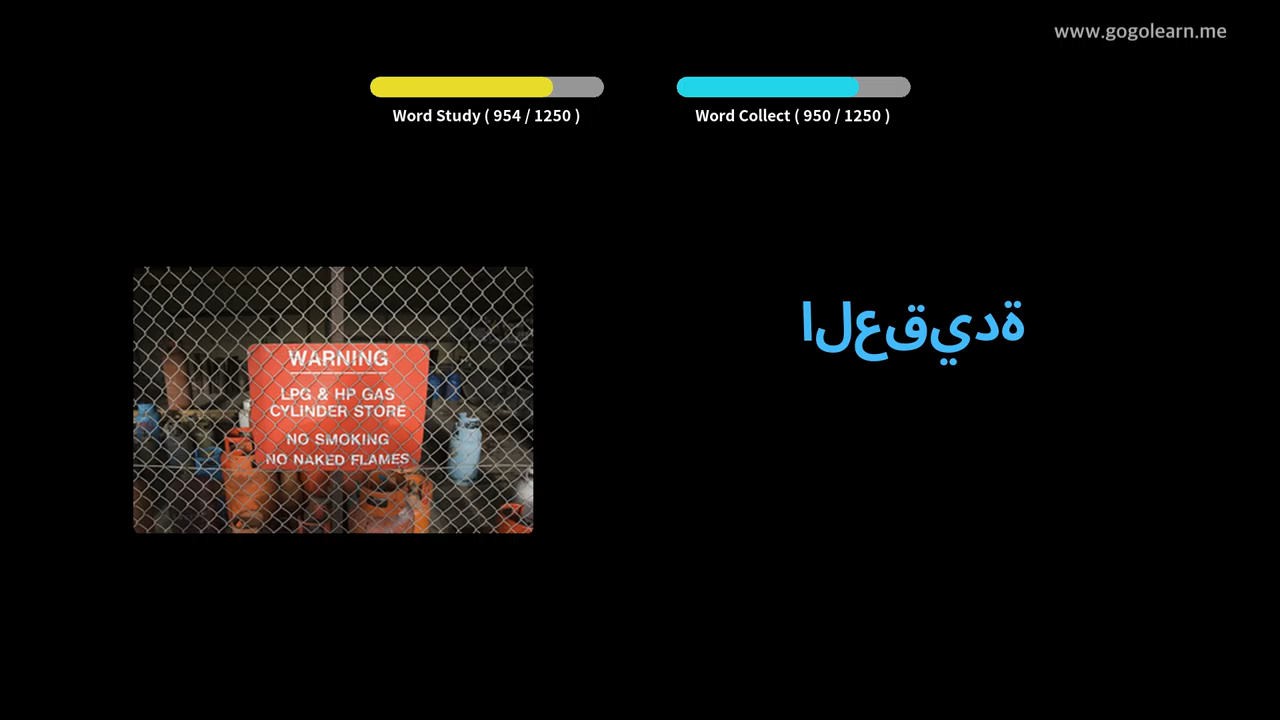 www.gogolearn.me
Word Study ( 954 / 1250 )
Word Collect ( 950 / 1250 )
WARNING
LPG & HP GAS
CYLINDER STORE
NO SMOKING
NO NAKED FLAMES
العقيدة